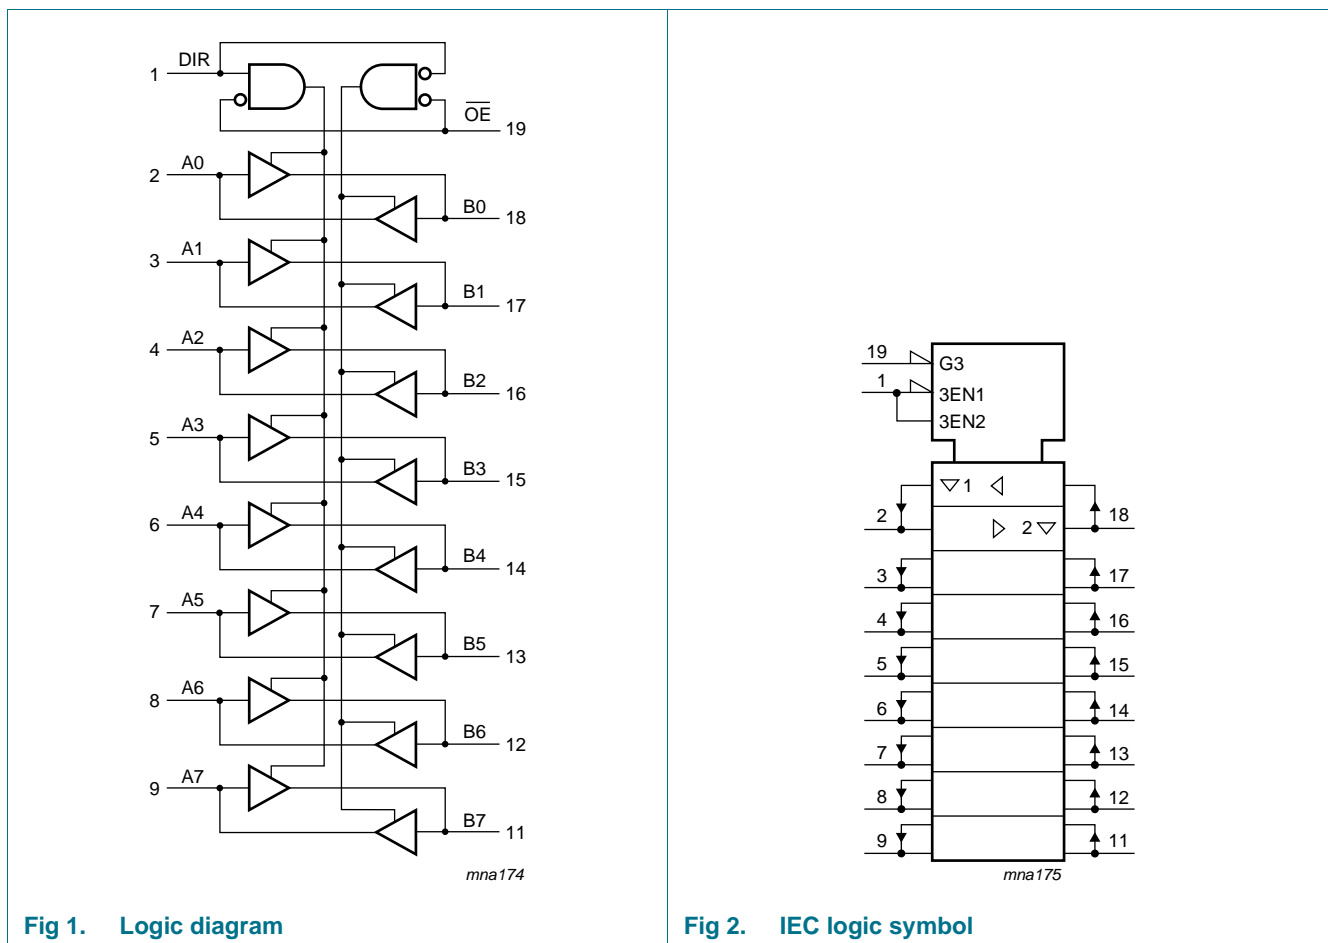 DIR
1
OE
19
A0
2
B0
18
A1
3
B1
17
A2
4
B2
16
A3
5
B3
15
A4
6
B4
14
A5
7
B5
13
A6
8
B6
12
A7
9
B7
11
mna174
Fig 1. Logic diagram
19
G3
1
3EN1
3EN2
1
2
18
2
3
17
4
16
5
15
6
14
7
13
8
12
9
11
mna175
Fig 2. IEC logic symbol